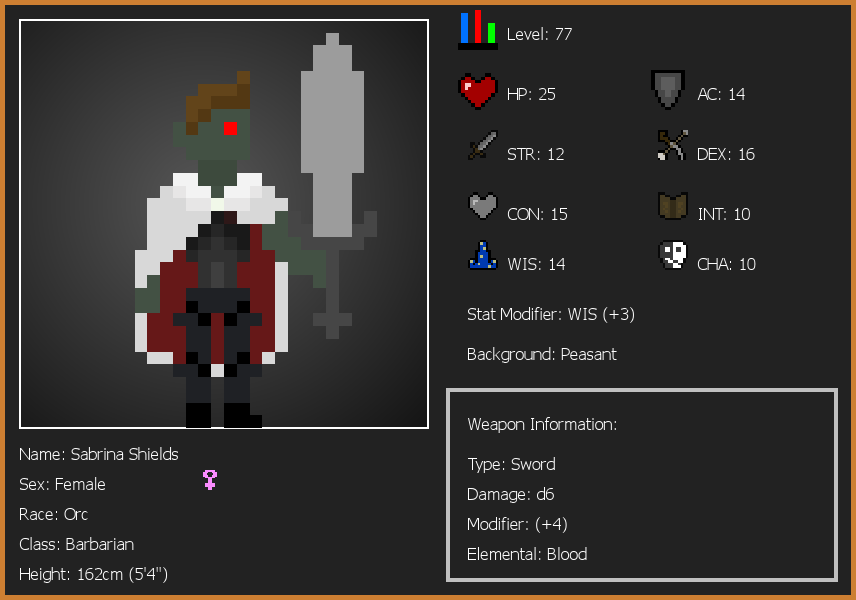 Level: 77
HP: 25
AC: 14
STR: 12
DEX: 16
CON: 15
INT: 10
WIS: 14
CHA: 10
Stat Modifier: WIS (+3)
Background: Peasant
Weapon Information:
Type: Sword
Damage: d6
Modifier: (+4)
Elemental: Blood
Name: Sabrina Shields
Sex: Female
Race: Orc
Class: Barbarian
Height: 162cm (5'4")